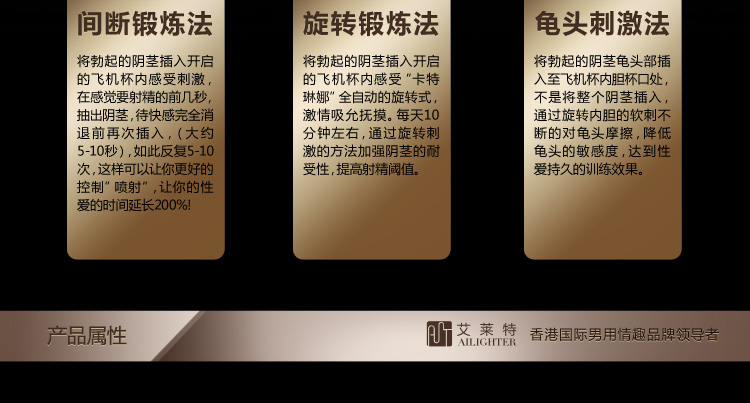 间断锻炼法
将勃起的阴茎插入开启
的飞机杯内感受刺激，
在感觉要射精的前几秒，
抽出阴茎，待快感完全消
退前再次插入，（大约
5-10秒），如此反复5-10
次，这样可以让你更好的
控制”喷射”，让你的性
爱的时间延长200%!
旋转锻炼法
将勃起的阴茎插入开启
的飞机杯内感受“卡特
琳娜”全自动的旋转式，
激情吸允抚摸。每天10
分钟左右，通过旋转刺
激的方法加强阴茎的耐
受性，提高射精阈值。
龟头刺激法
将勃起的阴茎龟头部插
入至飞机杯内胆杯口处，
不是将整个阴茎插入，
通过旋转内胆的软刺不
断的对龟头摩擦，降低
龟头的敏感度，达到性
爱持久的训练效果。
产品属性
艾莱特
AILIGHTER
香港国际男用情趣品牌领导者